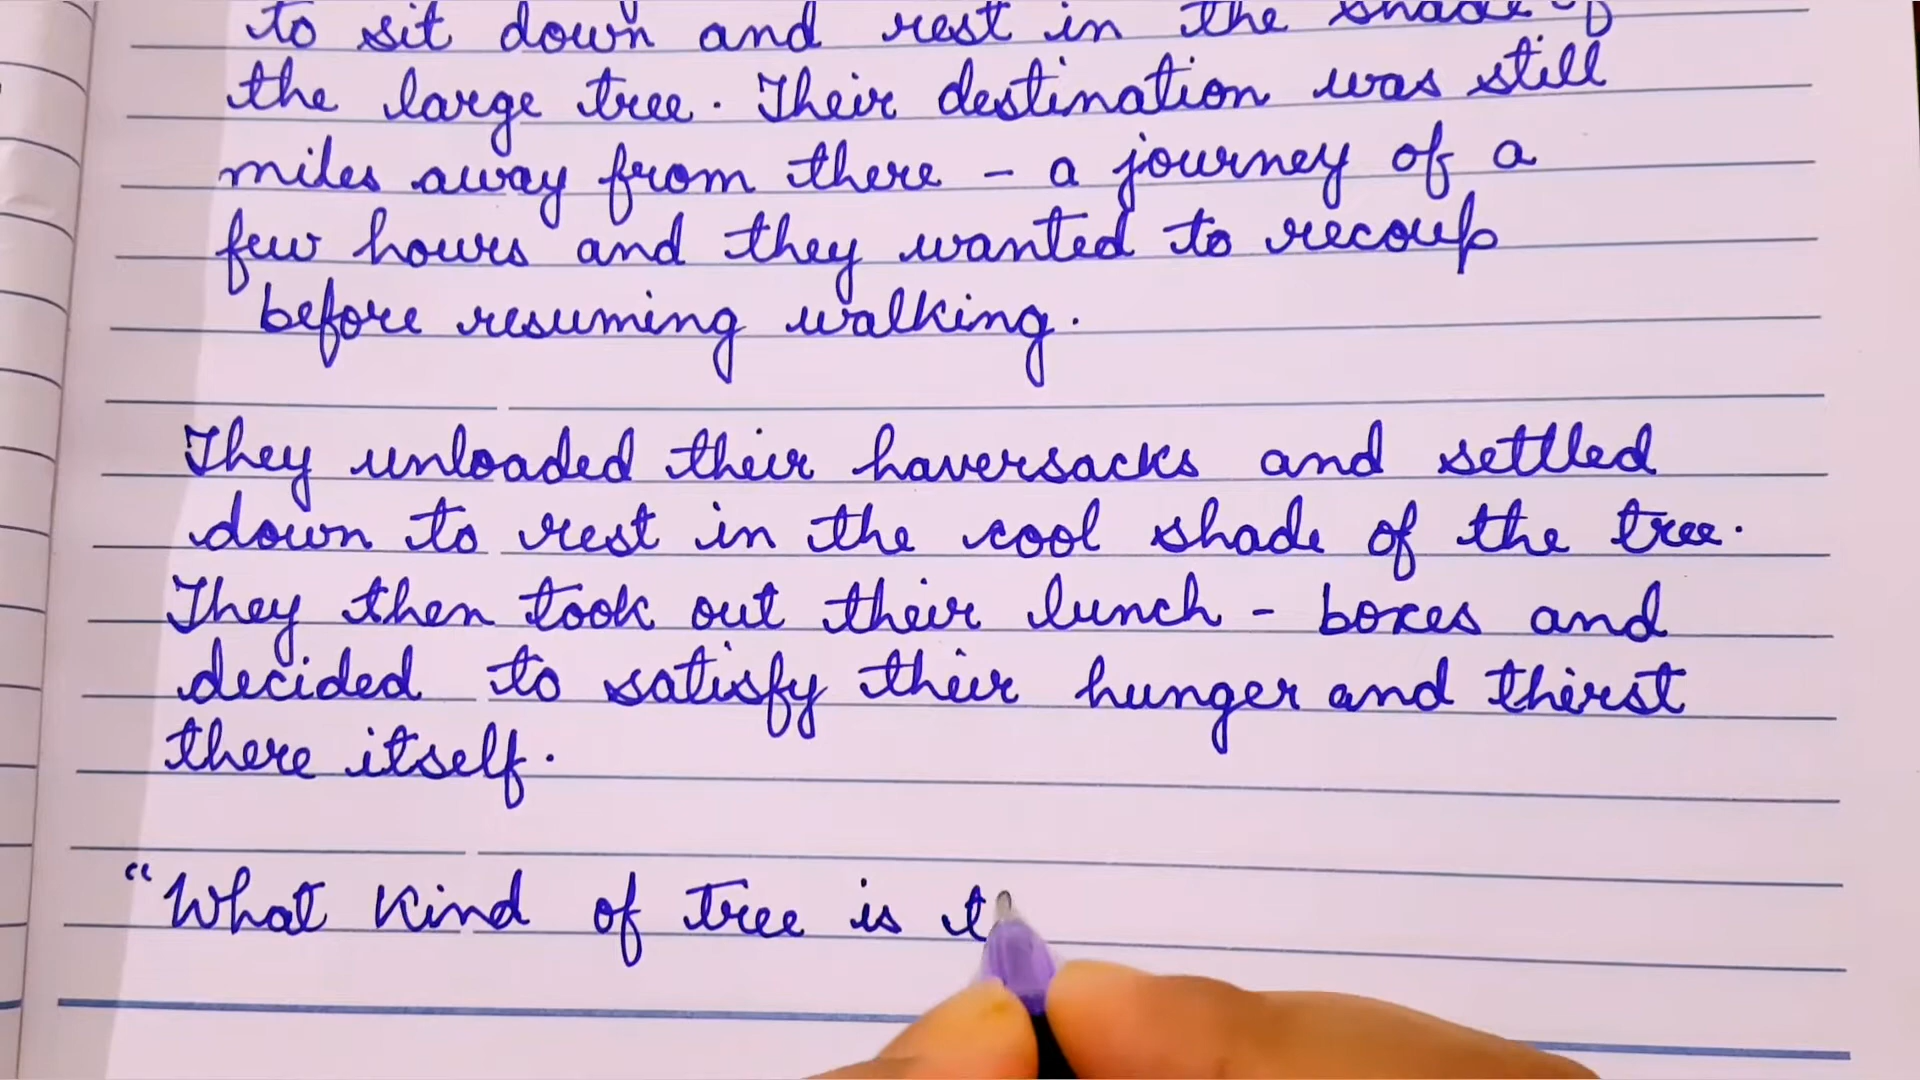 to sit down and rest in the shade of
the large tree. Their destination was still
miles away from there - a journey of a
few hours and they wanted to recoup
before resuming walking.
They unloaded their haversacks and settled
down to rest in the cool shade of the tree.
They then took out their lunch - boxes and
decided to satisfy their hunger and thirst
there itself.
"What kind of tree is t